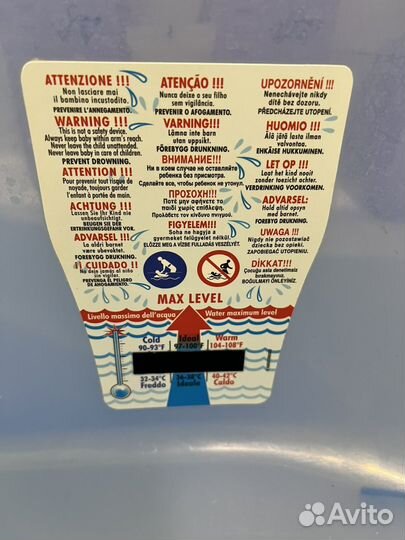 ATTENZIONE !!!
Non lasciare mai
il bambino incustodito.
PREVENIRE L'ANNEGAMENTO.
WARNING !!!
This is not a safety device.
Always keep baby within arm's reach.
Never leave the child unattended.
Never leave baby in care of children.
PREVENT DROWNING.
ATTENTION !!!
Pour prevenir tout risque de
noyade, toujours garder
l'enfant à portée de main.
ACHTUNG !!!
Lassen Sie Ihr Kind nie
unbeaufsichtigt.
BEUGEN SIE DER
ERTRINKUNGSGEFAHR VOR.
ADVARSEL !!!
La aldri barnet
være ubevoktet.
FOREBYGG DRUKNING.
¡¡ CUIDADO !!
No deje jamás al niño
sin vigilar.
PREVENGA EL PELIGRO
DE AHOGAMIENTO.
ATENÇÃO !!!
Nunca deixe o seu filho
sem vigilância.
PREVENIR O AFOGAMENTO.
VARNING!!!
Lämna inte barn
utan uppsikt.
FÖREBYGG DRUNKNING.
ВНИМАНИЕ!!!
Ни в коем случае не оставляйте
ребенка без присмотра.
Сделайте все, чтобы ребенок не утонул.
ΠΡΟΣΟΧΗ!!!
Ποτέ μην αφήνετε το
παιδί χωρίς επίβλεψη.
Προλάβετε τον κίνδυνο πνιγμού.
FIGYELEM!!!
Soha ne hagyja a
gyermeket felügyelet nélkül.
ELŐZZE MEG A VÍZBE FULLADÁS VESZÉLYÉT.
UPOZORNĚNÍ !!!
Nenechávejte nikdy
dítě bez dozoru.
PŘEDCHÁZEJTE UTOPENÍ.
HUOMIO !!!
Älä jätä lasta ilman
valvontaa.
EHKÄISE HUKKUMINEN.
LET OP !!!
Laat het kind nooit
zonder toezicht achter.
VERDRINKING VOORKOMEN.
ADVARSEL:
Hold altid opsyn
med barnet.
FOREBYG DRUKNING.
UWAGA !!!
Nigdy nie pozostawiać
dziecka bez opieki.
ZAPOBIEGAĆ UTOPIENIU.
DİKKAT!!!
Çocuğu asla denetimsiz
bırakmayınız.
BOĞULMAYI ÖNLEYİNİZ.
MAX LEVEL
Livello massimo dell'acqua
Water maximum level
Cold Ideal Warm
90-93°F 97-100°F 104-108°F
32-34°C 36-38°C 40-42°C
Freddo Ideale Caldo
Avito